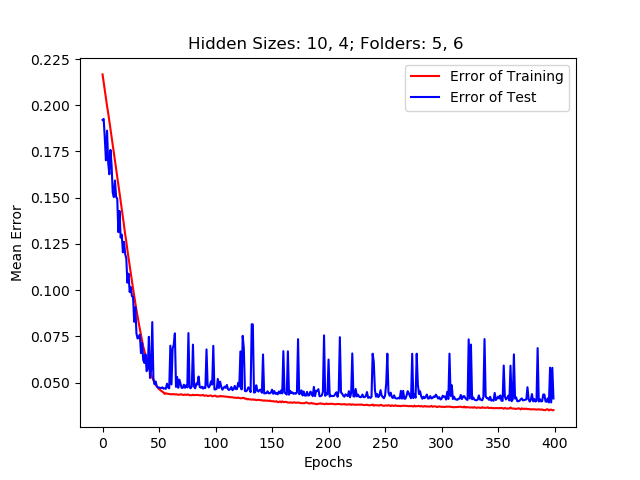 Hidden Sizes: 10, 4; Folders: 5, 6
Error of Training
Error of Test
Mean Error
0.225
0.200
0.175
0.150
0.125
0.100
0.075
0.050
0 50 100 150 200 250 300 350 400
Epochs